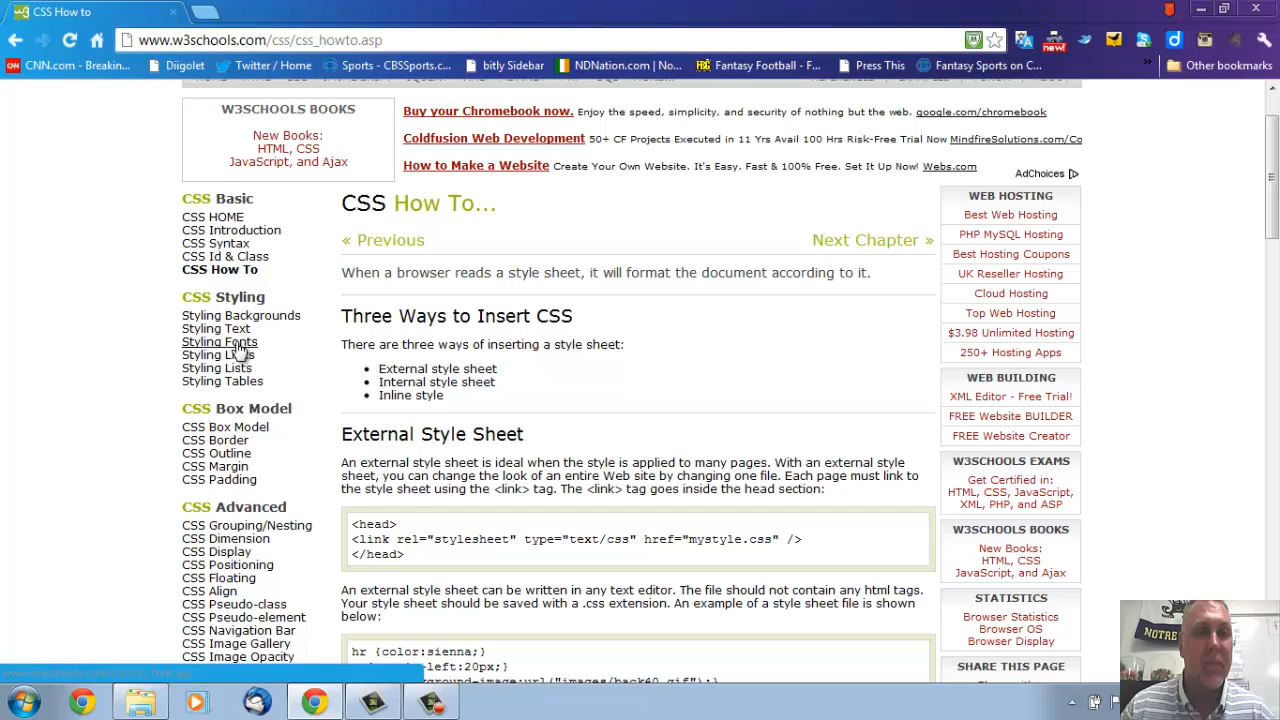 CSS How to
www.w3schools.com/css/css_howto.asp
CNN.com - Breakin... Diigolet Twitter / Home Sports - CBSSports.c... bitly Sidebar NDNation.com | No... Fantasy Football - F... Press This Fantasy Sports on C... » Other bookmarks
new!
W3SCHOOLS BOOKS
New Books:
HTML, CSS
JavaScript, and Ajax
Buy your Chromebook now. Enjoy the speed, simplicity, and security of nothing but the web. google.com/chromebook
Coldfusion Web Development 50+ CF Projects Executed in 11 Yrs Avail 100 Hrs Risk-Free Trial Now MindfireSolutions.com/Co
How to Make a Website Create Your Own Website. It's Easy. Fast & 100% Free. Set It Up Now! Webs.com
AdChoices
CSS Basic
CSS HOME
CSS Introduction
CSS Syntax
CSS Id & Class
CSS How To
CSS Styling
Styling Backgrounds
Styling Text
Styling Fonts
Styling Links
Styling Lists
Styling Tables
CSS Box Model
CSS Box Model
CSS Border
CSS Outline
CSS Margin
CSS Padding
CSS Advanced
CSS Grouping/Nesting
CSS Dimension
CSS Display
CSS Positioning
CSS Floating
CSS Align
CSS Pseudo-class
CSS Pseudo-element
CSS Navigation Bar
CSS Image Gallery
CSS Image Opacity
CSS How To...
« Previous
Next Chapter »
When a browser reads a style sheet, it will format the document according to it.
Three Ways to Insert CSS
There are three ways of inserting a style sheet:
• External style sheet
• Internal style sheet
• Inline style
External Style Sheet
An external style sheet is ideal when the style is applied to many pages. With an external style
sheet, you can change the look of an entire Web site by changing one file. Each page must link to
the style sheet using the <link> tag. The <link> tag goes inside the head section:
<head>
<link rel="stylesheet" type="text/css" href="mystyle.css" />
</head>
An external style sheet can be written in any text editor. The file should not contain any html tags.
Your style sheet should be saved with a .css extension. An example of a style sheet file is shown
below:
hr {color:sienna;}
-left:20px;}
ground-image:url("images/back40.gif");}
WEB HOSTING
Best Web Hosting
PHP MySQL Hosting
Best Hosting Coupons
UK Reseller Hosting
Cloud Hosting
Top Web Hosting
$3.98 Unlimited Hosting
250+ Hosting Apps
WEB BUILDING
XML Editor - Free Trial!
FREE Website BUILDER
FREE Website Creator
W3SCHOOLS EXAMS
Get Certified in:
HTML, CSS, JavaScript,
XML, PHP, and ASP
W3SCHOOLS BOOKS
New Books:
HTML, CSS
JavaScript, and Ajax
STATISTICS
Browser Statistics
Browser OS
Browser Display
SHARE THIS PAGE
NOTRE